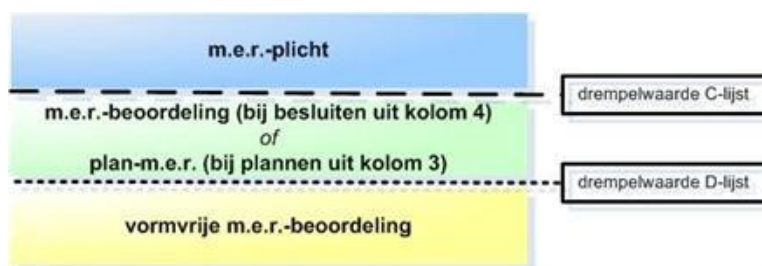 m.e.r.-plicht
drempelwaarde C-lijst
m.e.r.-beoordeling (bij besluiten uit kolom 4)
of
plan-m.e.r. (bij plannen uit kolom 3)
drempelwaarde D-lijst
vormvrije m.e.r.-beoordeling